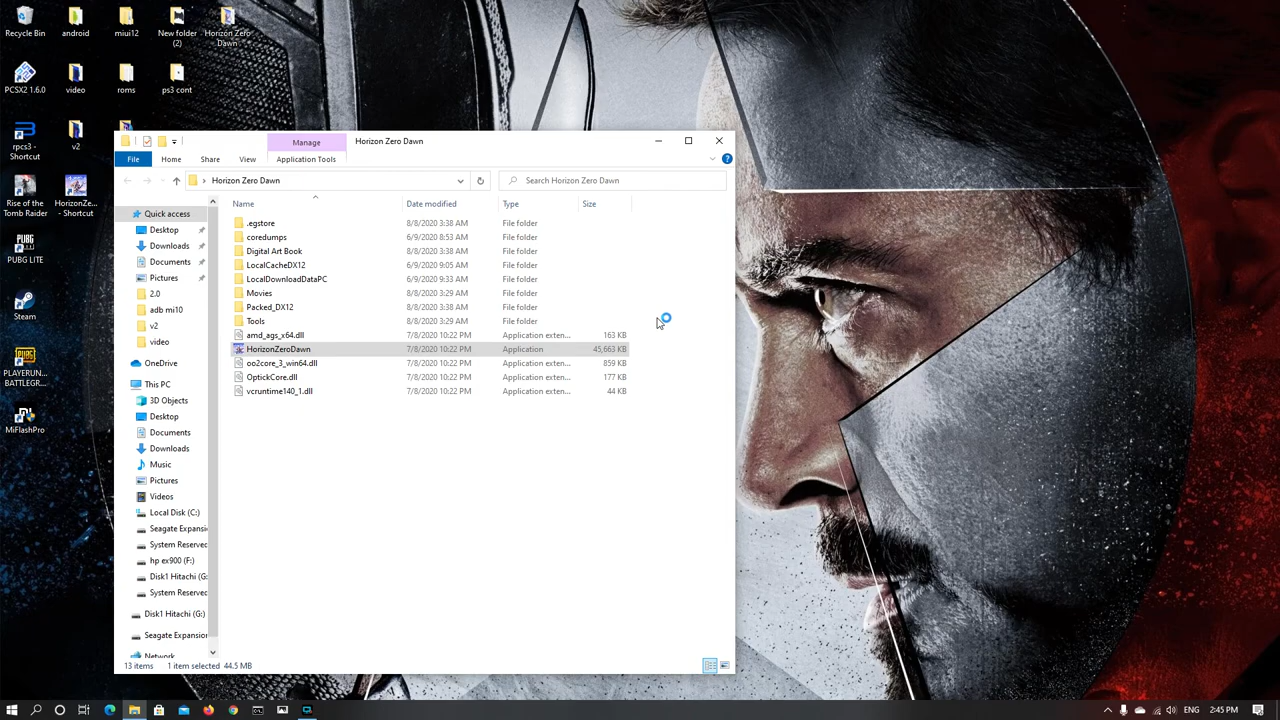 Recycle Bin
android
miui12
New folder
(2)
Horizon Zero
Dawn
PCSX2 1.6.0
video
roms
ps3 cont
rpcs3 -
Shortcut
v2
Rise of the
Tomb Raider
HorizonZe...
- Shortcut
PUBG
LITE
PUBG LITE
Steam
PLAYERUN...
BATTLEGR...
MiFlashPro
Manage
Horizon Zero Dawn
File
Home
Share
View
Application Tools
Horizon Zero Dawn
Search Horizon Zero Dawn
Name
Date modified
Type
Size
Quick access
Desktop
Downloads
Documents
Pictures
2.0
adb mi10
v2
video
OneDrive
This PC
3D Objects
Desktop
Documents
Downloads
Music
Pictures
Videos
Local Disk (C:)
Seagate Expansi
System Reserved
hp ex900 (F:)
Disk1 Hitachi (G:
System Reserved
Disk1 Hitachi (G:)
Seagate Expansion
Network
.egstore 8/8/2020 3:38 AM File folder
coredumps 6/9/2020 8:53 AM File folder
Digital Art Book 8/8/2020 3:38 AM File folder
LocalCacheDX12 6/9/2020 9:05 AM File folder
LocalDownloadDataPC 6/9/2020 9:33 AM File folder
Movies 8/8/2020 3:29 AM File folder
Packed_DX12 8/8/2020 3:38 AM File folder
Tools 8/8/2020 3:29 AM File folder
amd_ags_x64.dll 7/8/2020 10:22 PM Application exten... 163 KB
HorizonZeroDawn 7/8/2020 10:22 PM Application 45,663 KB
oo2core_3_win64.dll 7/8/2020 10:22 PM Application exten... 859 KB
OptickCore.dll 7/8/2020 10:22 PM Application exten... 177 KB
vcruntime140_1.dll 7/8/2020 10:22 PM Application exten... 44 KB
13 items 1 item selected 44.5 MB
ENG 2:45 PM